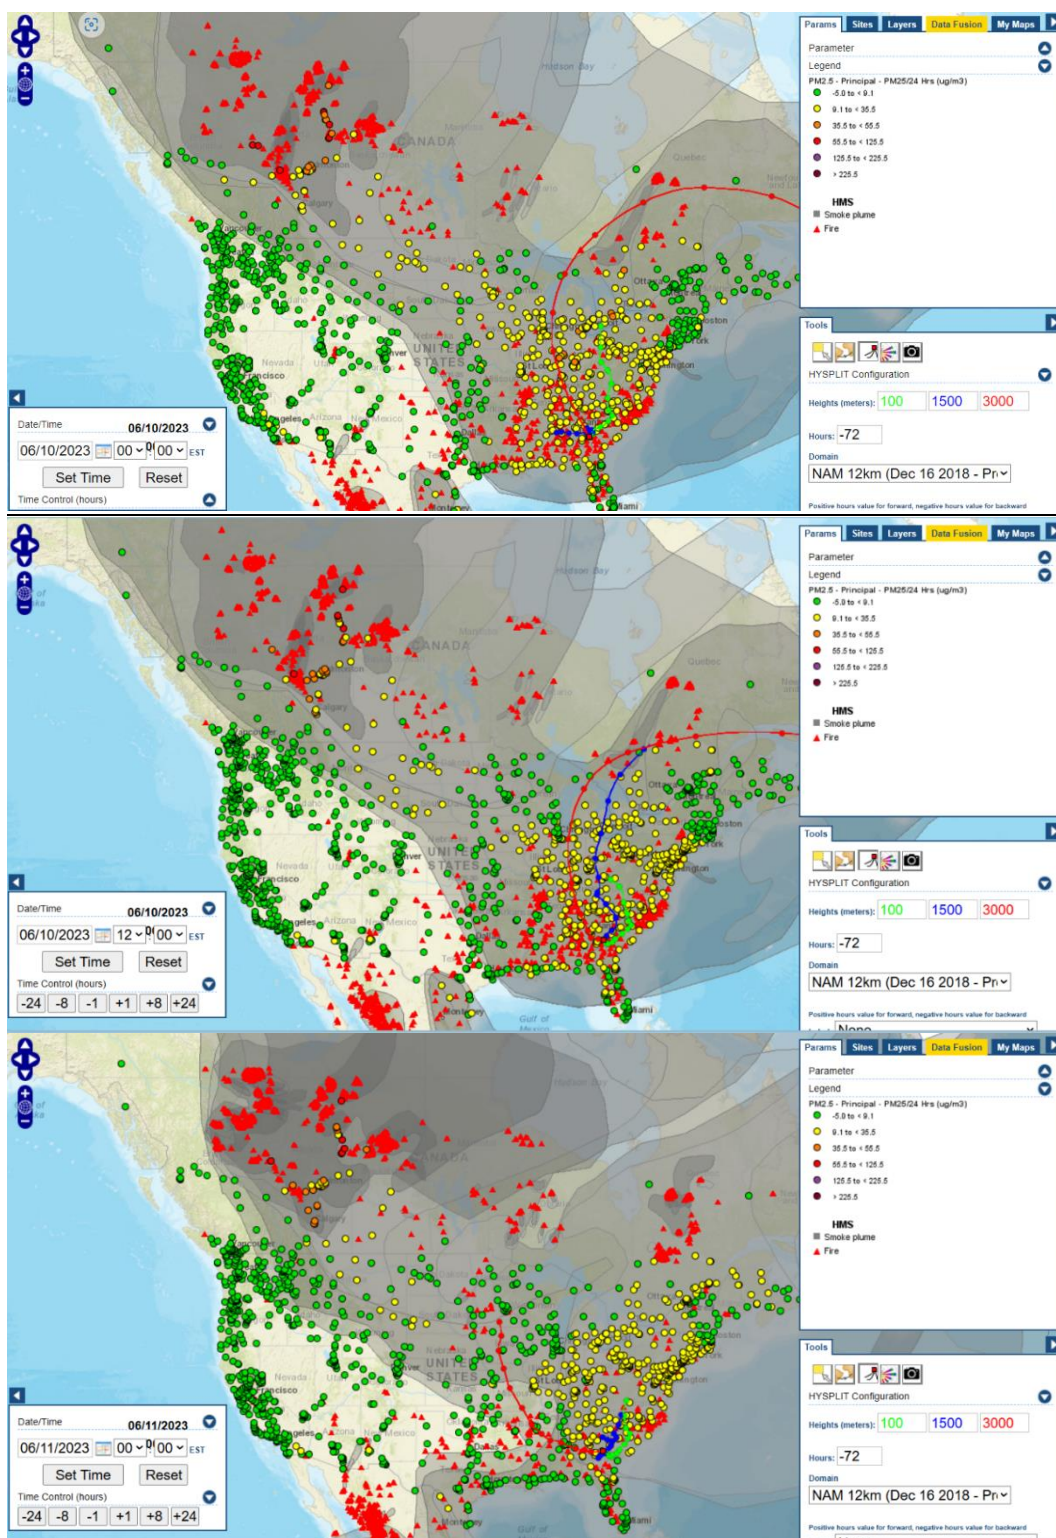 Params Sites Layers Data Fusion My Maps
Parameter
Legend
PM2.5 - Principal - PM25/24 Hrs (ug/m3)
-5.0 to < 9.1
9.1 to < 35.5
35.5 to < 55.5
55.5 to < 125.5
125.5 to < 225.5
> 225.5
HMS
Smoke plume
Fire
Hudson Bay
CANADA
Quebec
Calgary
Vancouver
Ottawa
Nebraska
UNITED
STATES
Nevada
Francisco
Arizona
New Mexico
Dallas
Monterrey
Miami
Tools
HYSPLIT Configuration
Heights (meters): 100 1500 3000
Hours: -72
Domain
NAM 12km (Dec 16 2018 - Pr
Positive hours value for forward, negative hours value for backward
Date/Time 06/10/2023
06/10/2023 00 00 EST
Set Time Reset
Time Control (hours)
Params Sites Layers Data Fusion My Maps
Parameter
Legend
PM2.5 - Principal - PM25/24 Hrs (ug/m3)
-5.0 to < 9.1
9.1 to < 35.5
35.5 to < 55.5
55.5 to < 125.5
125.5 to < 225.5
> 225.5
HMS
Smoke plume
Fire
Hudson Bay
CANADA
Quebec
Calgary
UNITED
STATES
Nevada
Francisco
Arizona
Miami
Gulf of
Mexico
Tools
HYSPLIT Configuration
Heights (meters): 100 1500 3000
Hours: -72
Domain
NAM 12km (Dec 16 2018 - Pr
Positive hours value for forward, negative hours value for backward
None
Date/Time 06/10/2023
06/10/2023 12 00 EST
Set Time Reset
Time Control (hours)
-24 -8 -1 +1 +8 +24
Params Sites Layers Data Fusion My Maps
Parameter
Legend
PM2.5 - Principal - PM25/24 Hrs (ug/m3)
-5.0 to < 9.1
9.1 to < 35.5
35.5 to < 55.5
55.5 to < 125.5
125.5 to < 225.5
> 225.5
HMS
Smoke plume
Fire
Hudson Bay
UNITED
STATES
Nevada
Arizona
New Mexico
Dallas
Miami
Gulf of
Tools
HYSPLIT Configuration
Heights (meters): 100 1500 3000
Hours: -72
Domain
NAM 12km (Dec 16 2018 - Pr
Positive hours value for forward, negative hours value for backward
Date/Time 06/11/2023
06/11/2023 00 00 EST
Set Time Reset
Time Control (hours)
-24 -8 -1 +1 +8 +24